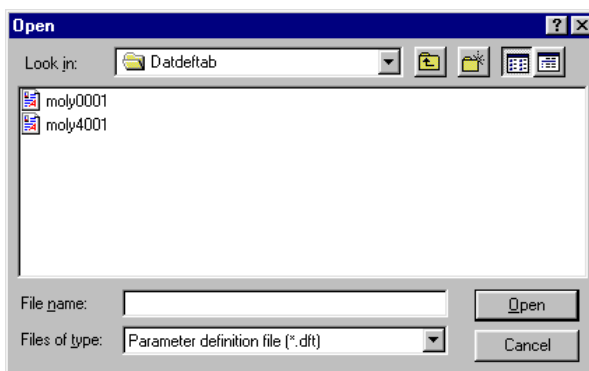 Open
Look in: Datdeftab
moly0001
moly4001
File name: Open
Files of type: Parameter definition file (*.dft) Cancel